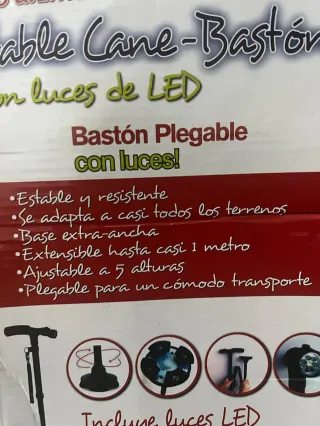 able Cane-Bastón
on luces de LED
Bastón Plegable
con luces!
•Estable y resistente
•Se adapta a casi todos los terrenos
•Base extra-ancha
•Extensible hasta casi 1 metro
•Ajustable a 5 alturas
•Plegable para un cómodo transporte
Incluye luces LED